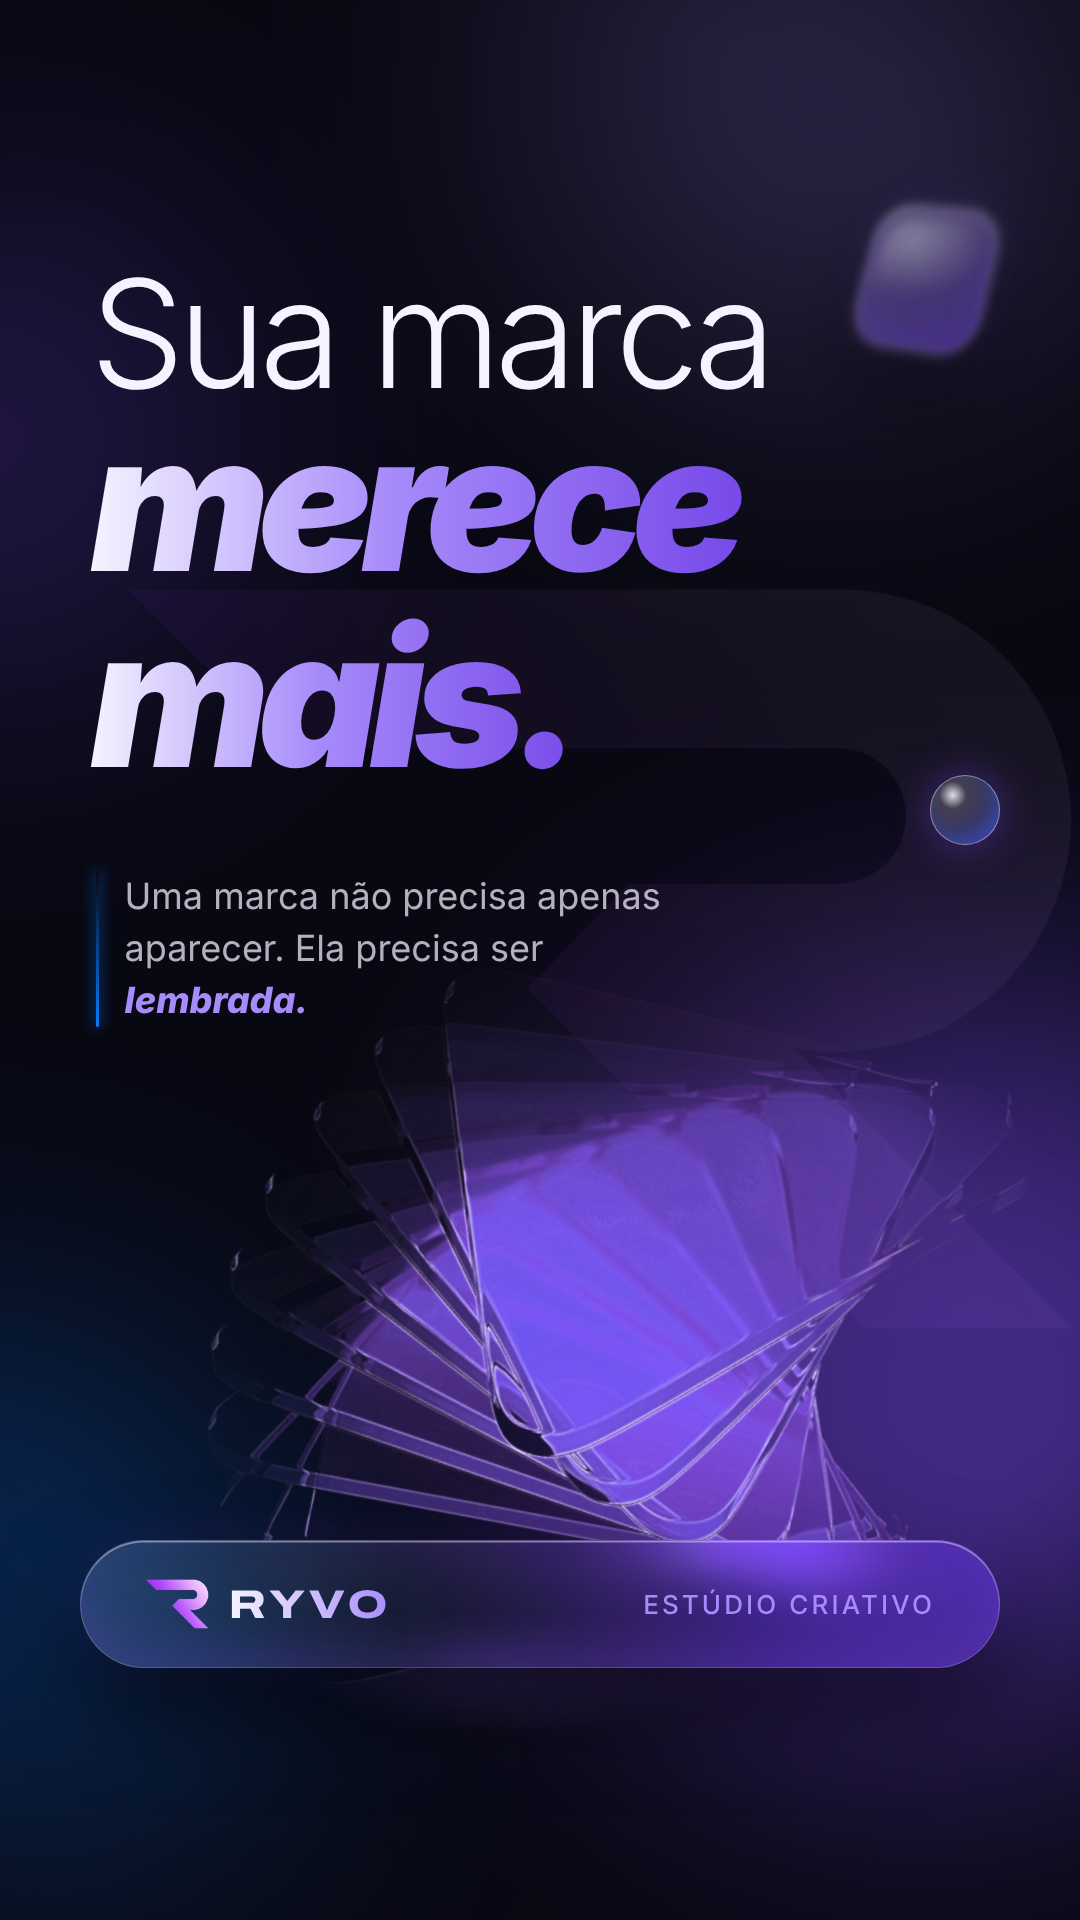 Sua marca
merece
mais.
Uma marca não precisa apenas
aparecer. Ela precisa ser
lembrada.
RYVO
ESTÚDIO CRIATIVO